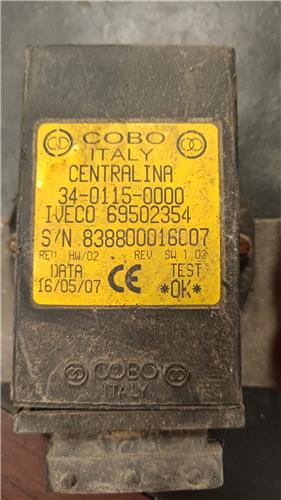 COBO
ITALY
CENTRALINA
34-0115-0000
IVECO 69502354
S/N 838800016C07
REV HW/02 REV SW 1.02
DATA TEST
16/05/07 CE *OK*
COBO
ITALY